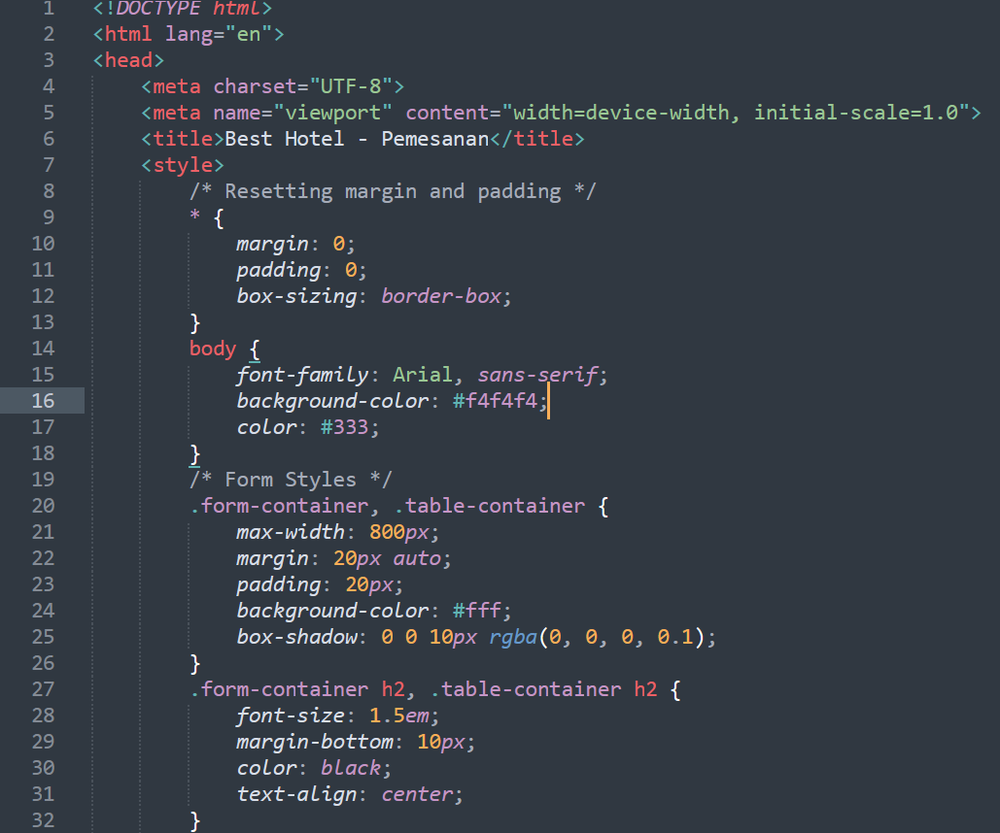 1 <!DOCTYPE html>
2 <html lang="en">
3 <head>
4     <meta charset="UTF-8">
5     <meta name="viewport" content="width=device-width, initial-scale=1.0">
6     <title>Best Hotel - Pemesanan</title>
7     <style>
8         /* Resetting margin and padding */
9         * {
10             margin: 0;
11             padding: 0;
12             box-sizing: border-box;
13         }
14         body {
15             font-family: Arial, sans-serif;
16             background-color: #f4f4f4;
17             color: #333;
18         }
19         /* Form Styles */
20         .form-container, .table-container {
21             max-width: 800px;
22             margin: 20px auto;
23             padding: 20px;
24             background-color: #fff;
25             box-shadow: 0 0 10px rgba(0, 0, 0, 0.1);
26         }
27         .form-container h2, .table-container h2 {
28             font-size: 1.5em;
29             margin-bottom: 10px;
30             color: black;
31             text-align: center;
32         }